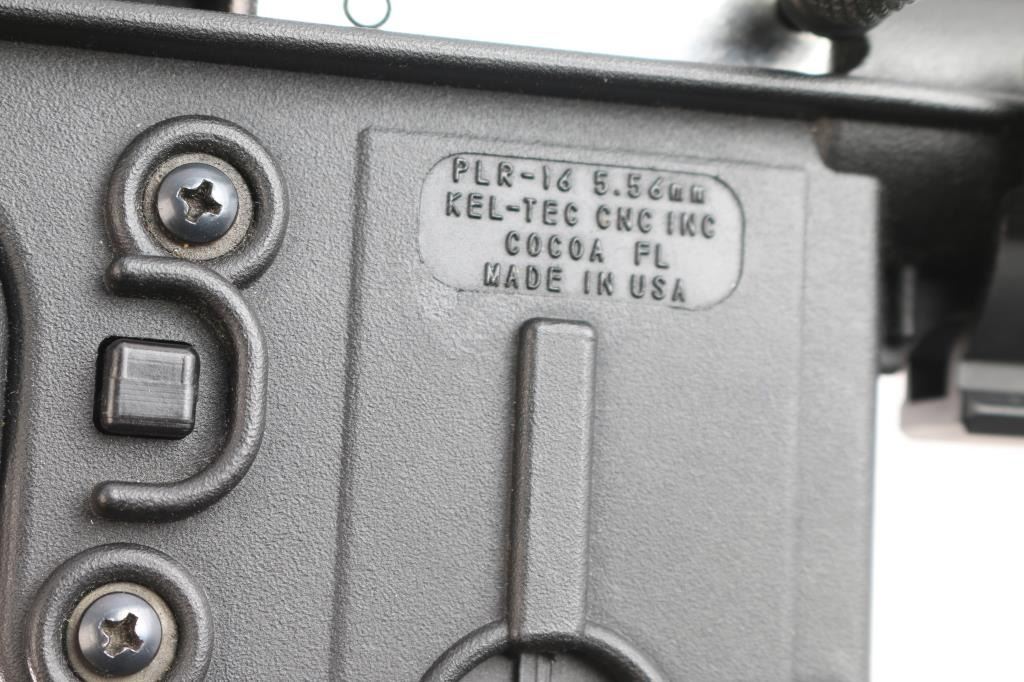 PLR-16 5.56mm
KEL-TEC CNC INC
COCOA FL
MADE IN USA